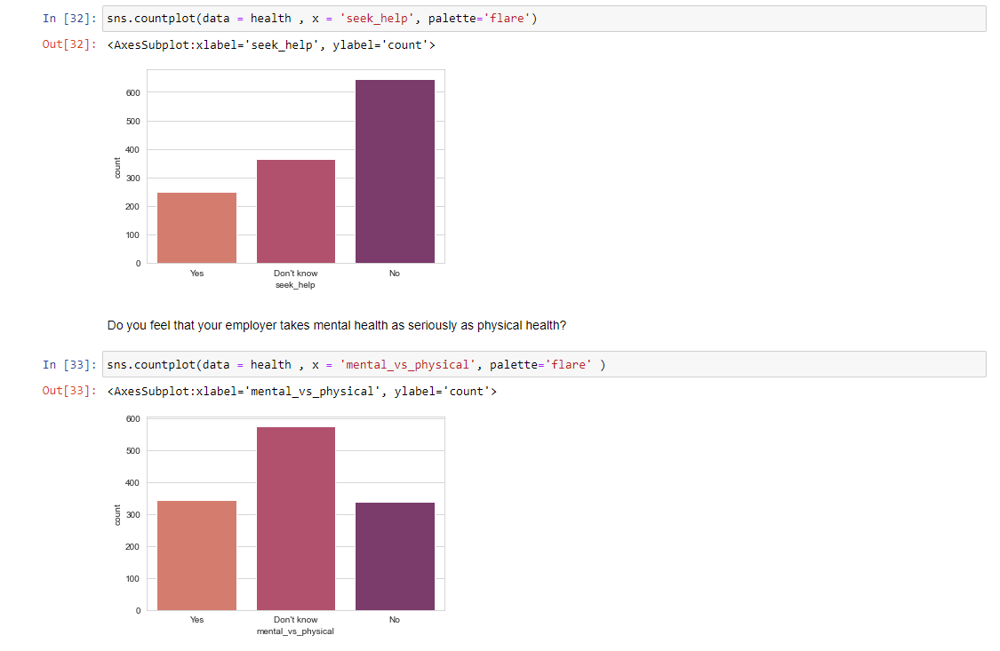 In [32]: sns.countplot(data = health , x = 'seek_help', palette='flare')
Out[32]: <AxesSubplot:xlabel='seek_help', ylabel='count'>
600
500
400
300
200
100
0
count
Yes Don't know No
seek_help
Do you feel that your employer takes mental health as seriously as physical health?
In [33]: sns.countplot(data = health , x = 'mental_vs_physical', palette='flare' )
Out[33]: <AxesSubplot:xlabel='mental_vs_physical', ylabel='count'>
600
500
400
300
200
100
0
count
Yes Don't know No
mental_vs_physical